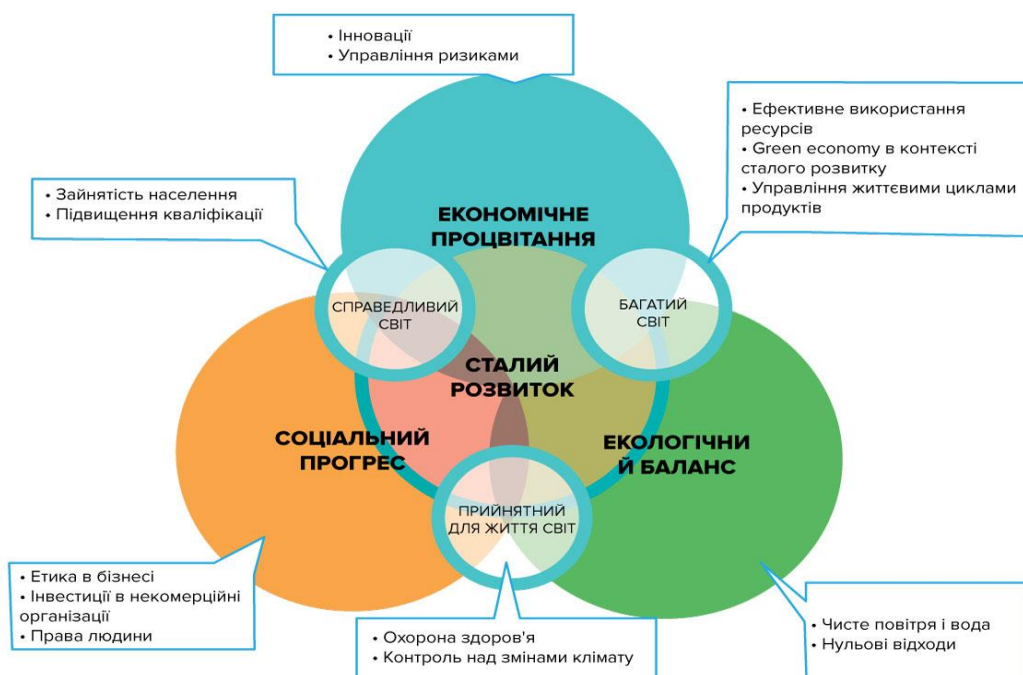 • Інновації
• Управління ризиками
• Ефективне використання
ресурсів
• Green economy в контексті
сталого розвитку
• Управління життєвими циклами
продуктів
• Зайнятість населення
• Підвищення кваліфікації
ЕКОНОМІЧНЕ
ПРОЦВІТАННЯ
СПРАВЕДЛИВИЙ
СВІТ
БАГАТИЙ
СВІТ
СТАЛИЙ
РОЗВИТОК
СОЦІАЛЬНИЙ
ПРОГРЕС
ЕКОЛОГІЧНИ
Й БАЛАНС
ПРИЙНЯТНИЙ
ДЛЯ ЖИТТЯ СВІТ
• Етика в бізнесі
• Інвестиції в некомерційні
організації
• Права людини
• Охорона здоров'я
• Контроль над змінами клімату
• Чисте повітря і вода
• Нульові відходи